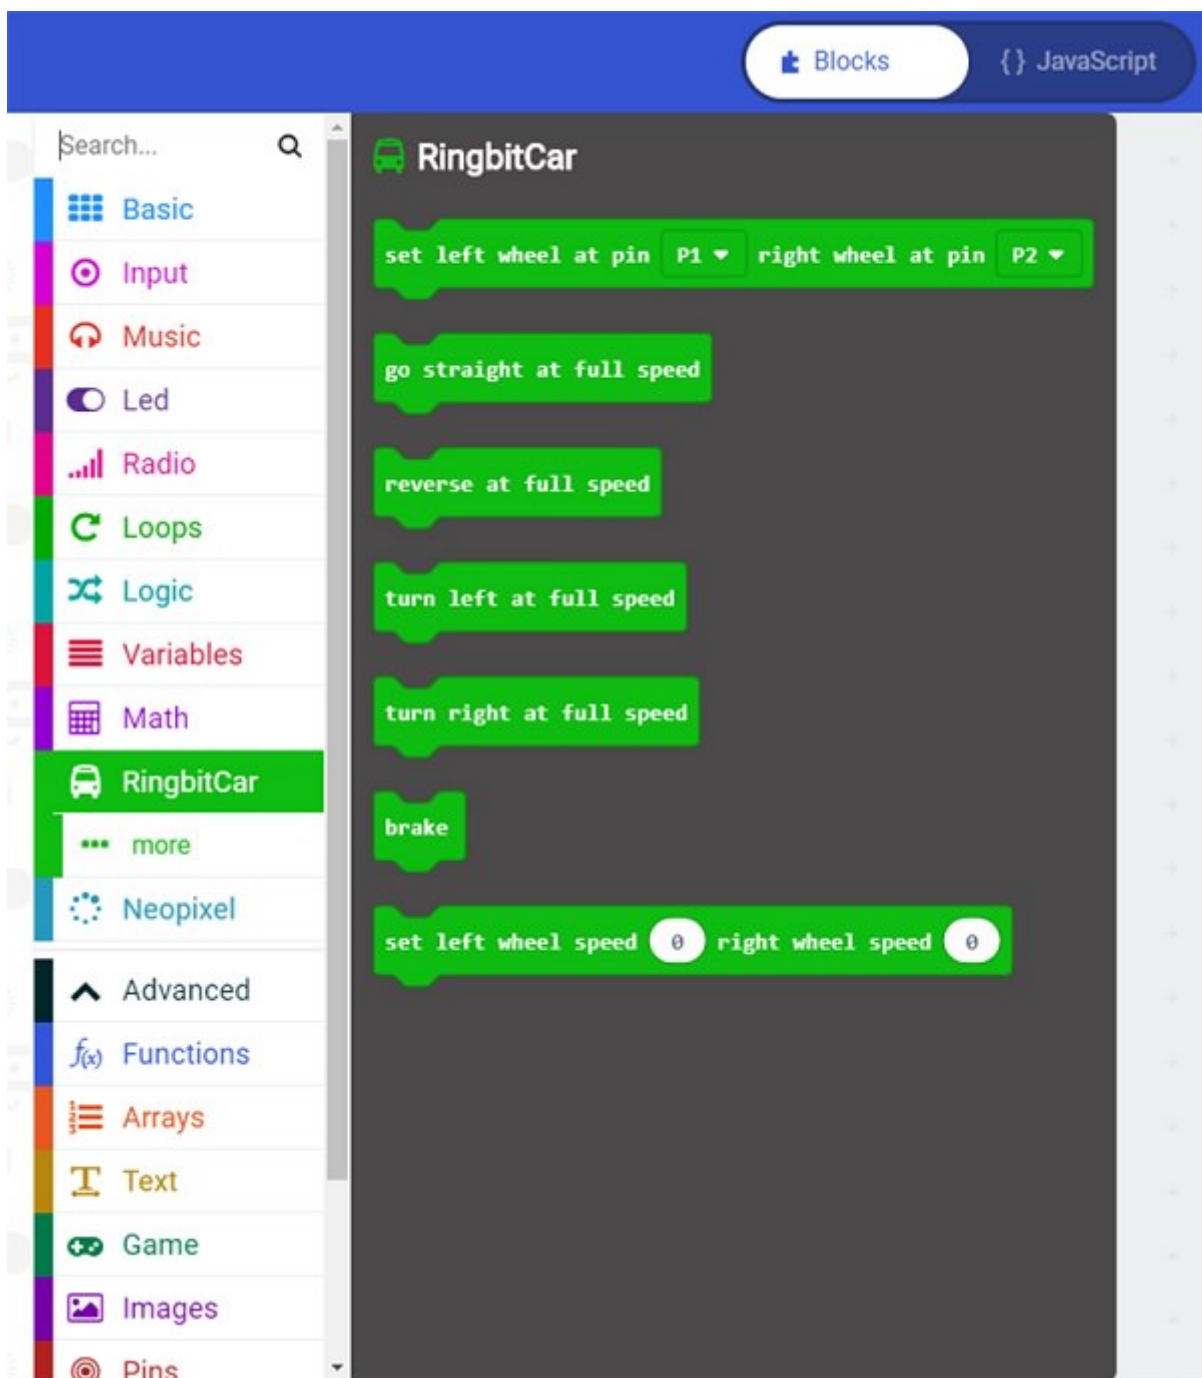 Blocks
{} JavaScript
Search...
Basic
Input
Music
Led
Radio
Loops
Logic
Variables
Math
RingbitCar
more
Neopixel
Advanced
f(x) Functions
Arrays
Text
Game
Images
Pins
RingbitCar
set left wheel at pin P1 right wheel at pin P2
go straight at full speed
reverse at full speed
turn left at full speed
turn right at full speed
brake
set left wheel speed 0 right wheel speed 0